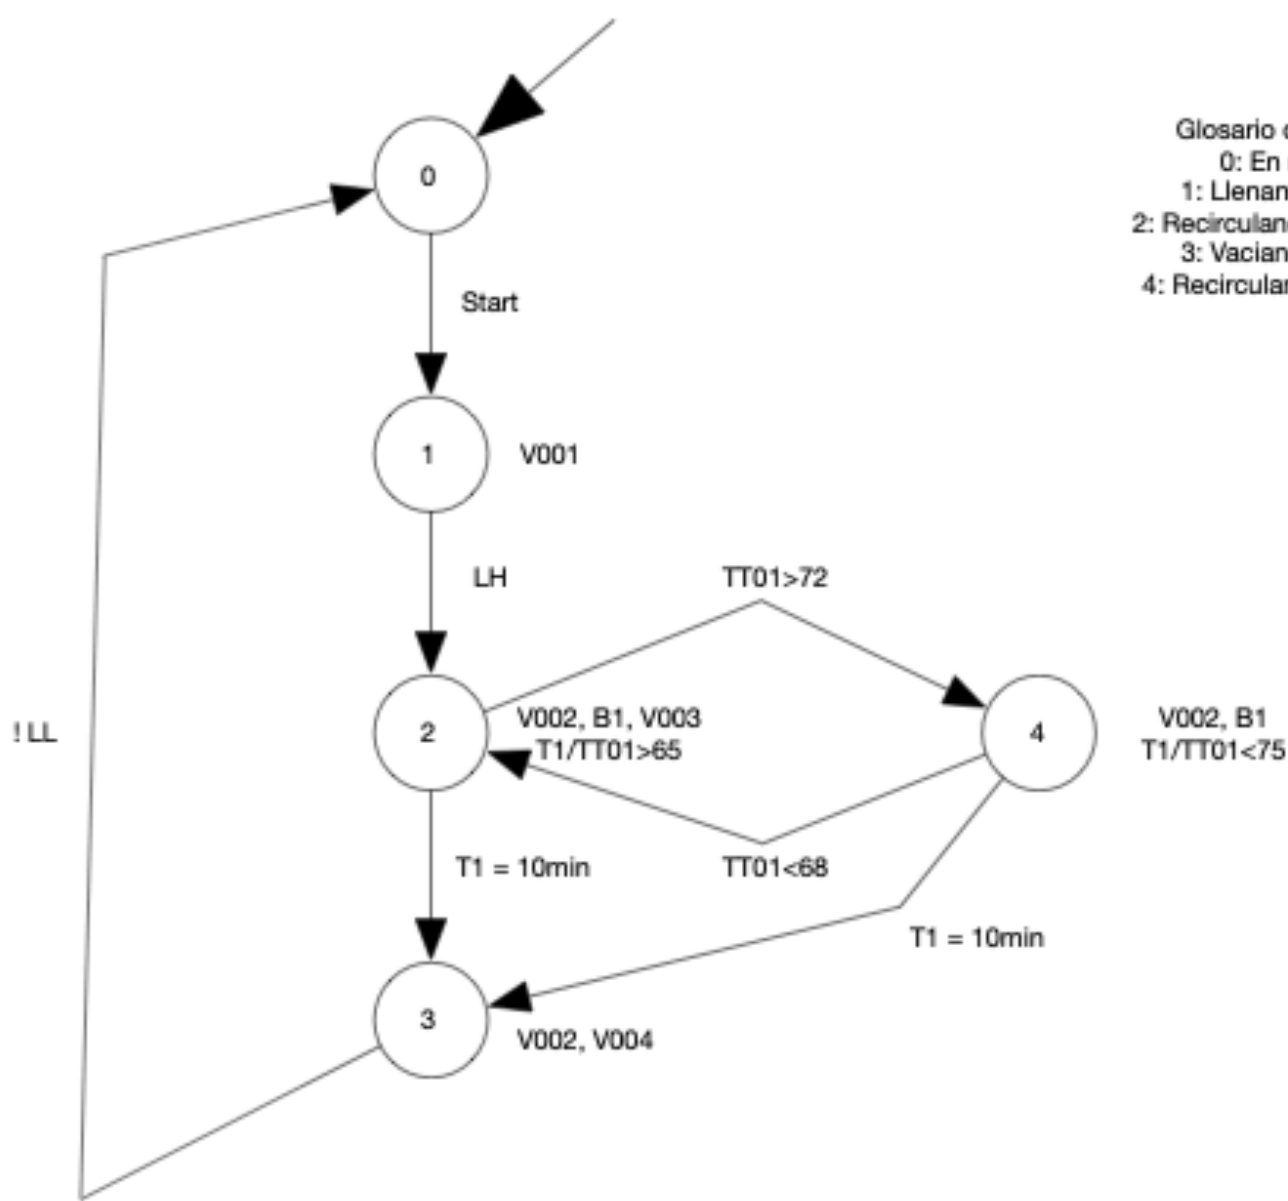 Glosario
0: En
1: Llenan
2: Recirculan
3: Vacian
4: Recircular
0
Start
1
V001
LH
TT01>72
! LL
2
V002, B1, V003
T1/TT01>65
4
V002, B1
T1/TT01<75
T1 = 10min
TT01<68
T1 = 10min
3
V002, V004